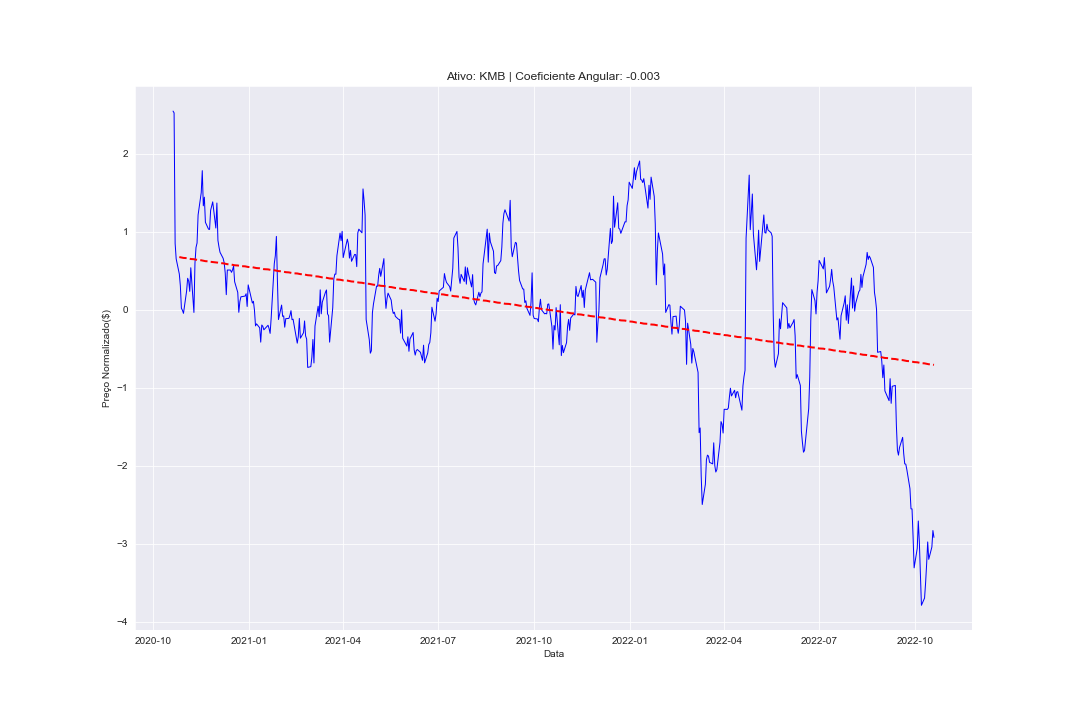 Ativo: KMB | Coeficiente Angular: -0.003
Preço Normalizado($)
2
1
0
−1
−2
−3
−4
2020-10 2021-01 2021-04 2021-07 2021-10 2022-01 2022-04 2022-07 2022-10
Data